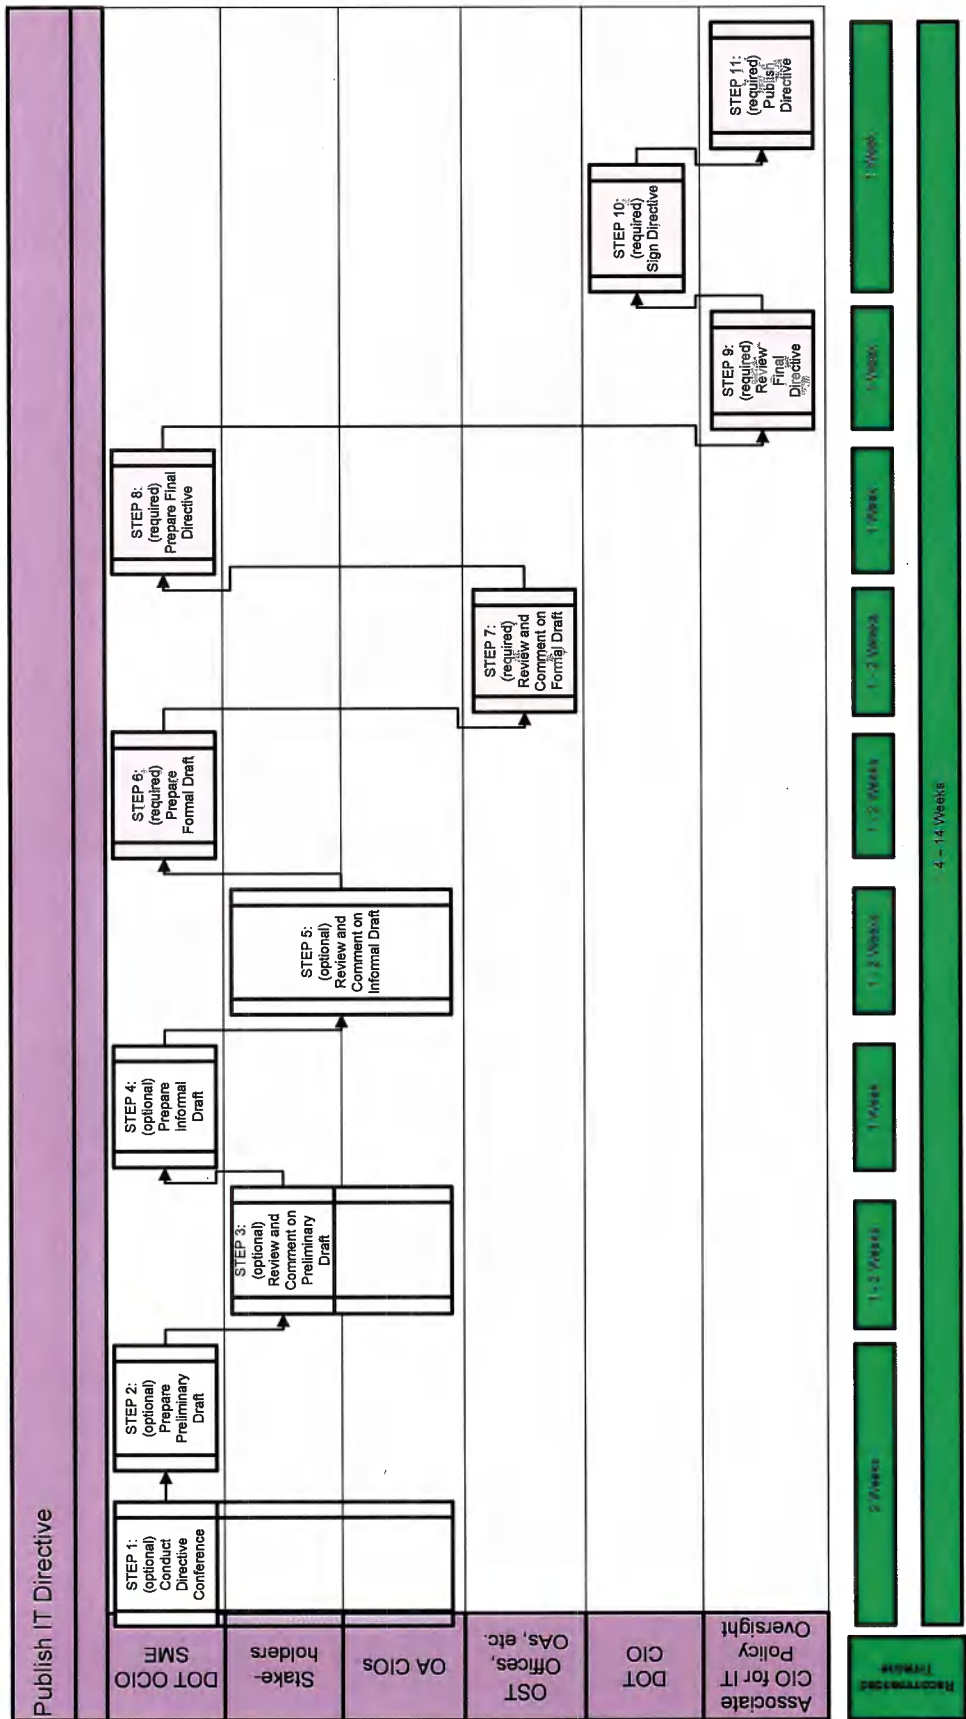 Publish IT Directive
DOT OCIO
SME
Stake-
holders
OA CIOs
OST
Offices,
OAs, etc.
DOT
CIO
Associate
CIO for IT
Policy
Oversight
STEP 1:
(optional)
Conduct
Directive
Conference
STEP 2:
(optional)
Prepare
Preliminary
Draft
STEP 3:
(optional)
Review and
Comment on
Preliminary
Draft
STEP 4:
(optional)
Prepare
Informal
Draft
STEP 5:
(optional)
Review and
Comment on
Informal Draft
STEP 6:
(required)
Prepare
Formal Draft
STEP 7:
(required)
Review and
Comment on
Formal Draft
STEP 8:
(required)
Prepare Final
Directive
STEP 9:
(required)
Review
Final
Directive
STEP 10:
(required)
Sign Directive
STEP 11:
(required)
Publish
Directive
Recommended
Timeline
1 - 2 Weeks
1 Week
1 - 2 Weeks
1 - 2 Weeks
1 - 2 Weeks
1 Week
1 Week
1 Week
4 – 14 Weeks